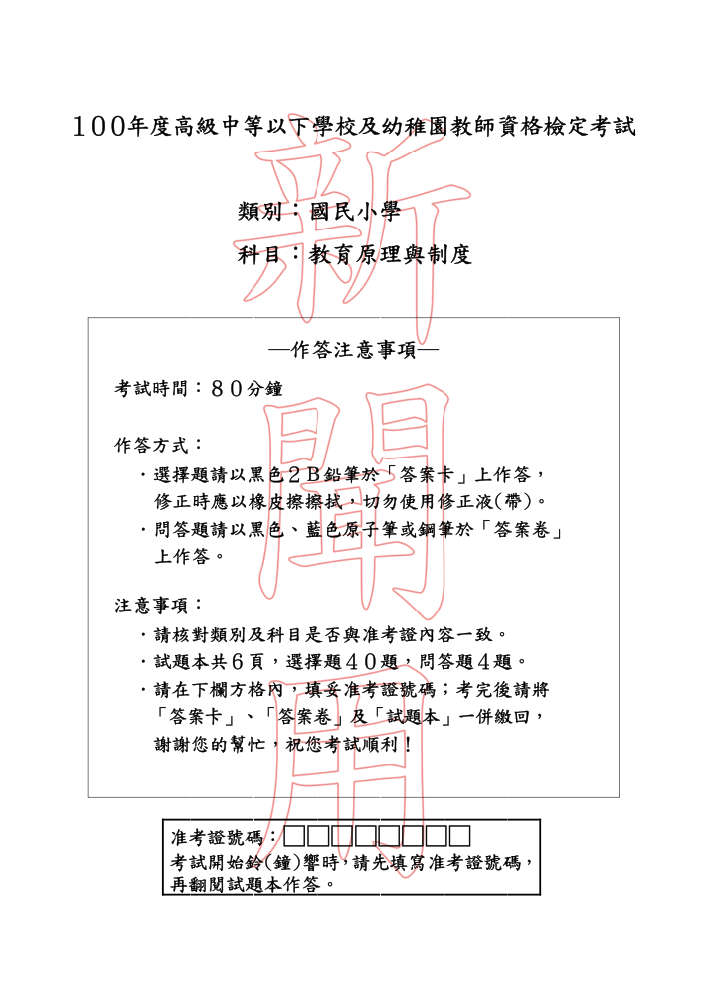 100年度高級中等以下學校及幼稚園教師資格檢定考試
類別：國民小學
科目：教育原理與制度
—作答注意事項—
考試時間：８０分鐘
作答方式：
．選擇題請以黑色２Ｂ鉛筆於「答案卡」上作答，
修正時應以橡皮擦擦拭，切勿使用修正液(帶)。
．問答題請以黑色、藍色原子筆或鋼筆於「答案卷」
上作答。
注意事項：
．請核對類別及科目是否與准考證內容一致。
．試題本共６頁，選擇題４０題，問答題４題。
．請在下欄方格內，填妥准考證號碼；考完後請將
「答案卡」、「答案卷」及「試題本」一併繳回，
謝謝您的幫忙，祝您考試順利！
准考證號碼：□□□□□□□□
考試開始鈴(鐘)響時，請先填寫准考證號碼，
再翻閱試題本作答。
新聞用